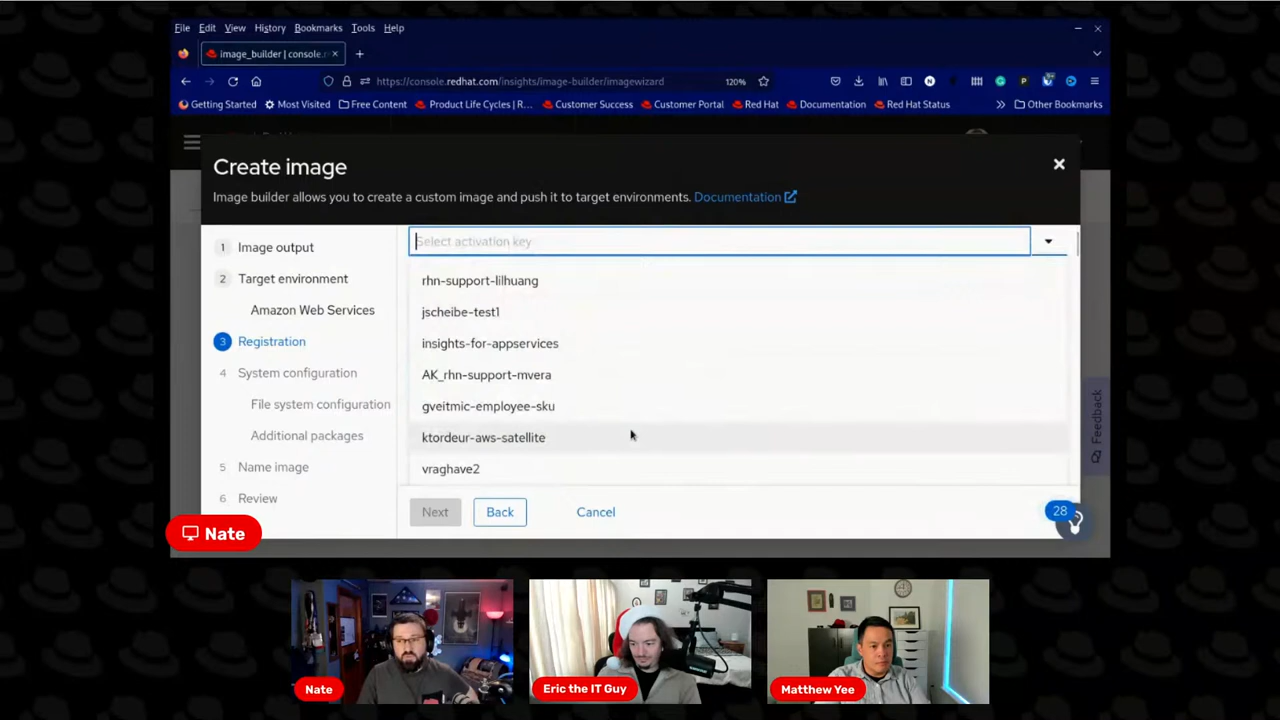 File Edit View History Bookmarks Tools Help
image_builder | console.r
https://console.redhat.com/insights/image-builder/imagewizard 120%
Getting Started Most Visited Free Content Product Life Cycles | R... Customer Success Customer Portal Red Hat Documentation Red Hat Status Other Bookmarks
Create image
Image builder allows you to create a custom image and push it to target environments. Documentation
1 Image output
2 Target environment
Amazon Web Services
3 Registration
4 System configuration
File system configuration
Additional packages
5 Name image
6 Review
Select activation key
rhn-support-lilhuang
jscheibe-test1
insights-for-appservices
AK_rhn-support-mvera
gveitmic-employee-sku
ktordeur-aws-satellite
vraghave2
Next Back Cancel
28
Feedback
Nate
Nate
Eric the IT Guy
Matthew Yee